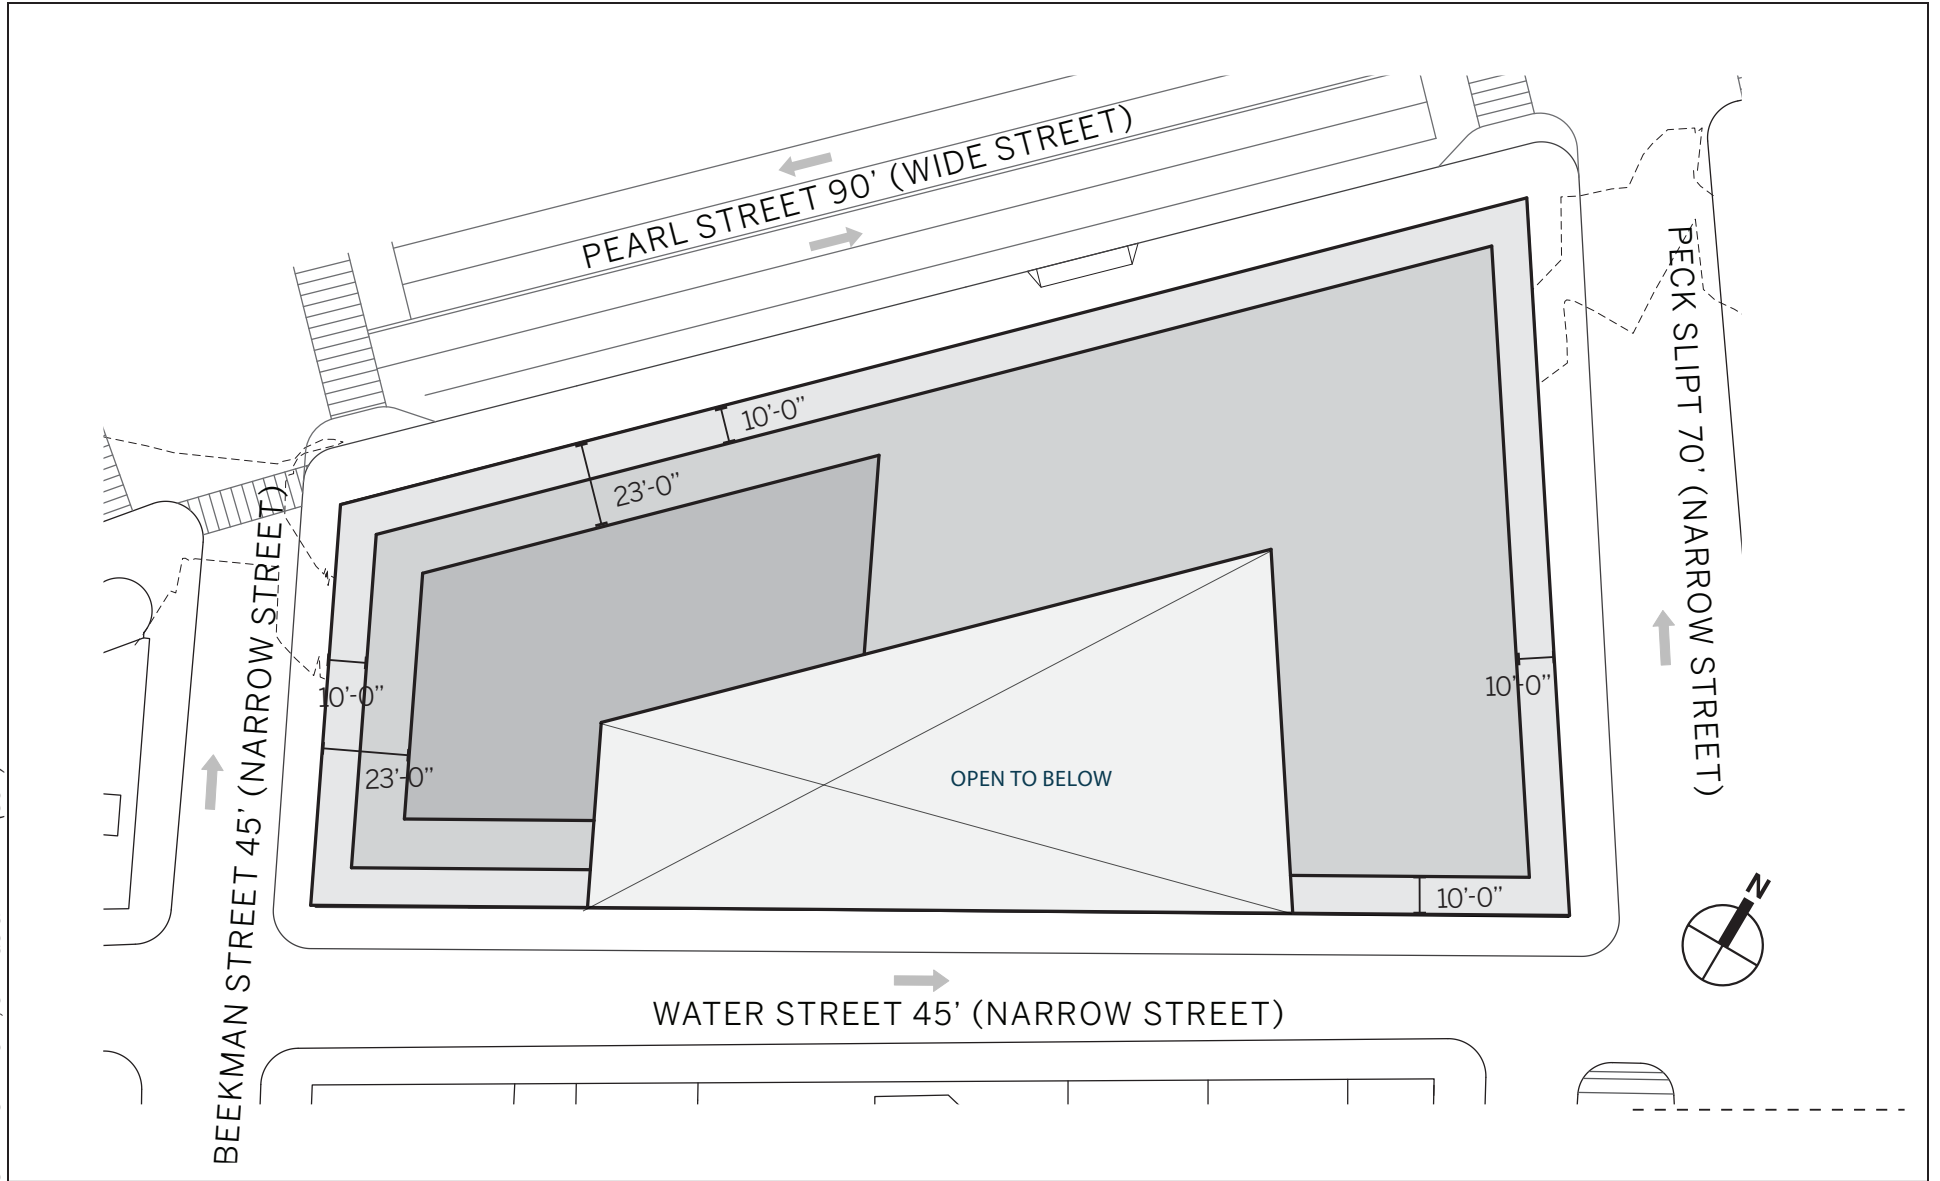 PEARL STREET 90’ (WIDE STREET)
10’-0”
23’-0”
PECK SLIPT 70’ (NARROW STREET)
BEEKMAN STREET 45’ (NARROW STREET)
10’-0”
10’-0”
23’-0”
OPEN TO BELOW
10’-0”
N
WATER STREET 45’ (NARROW STREET)